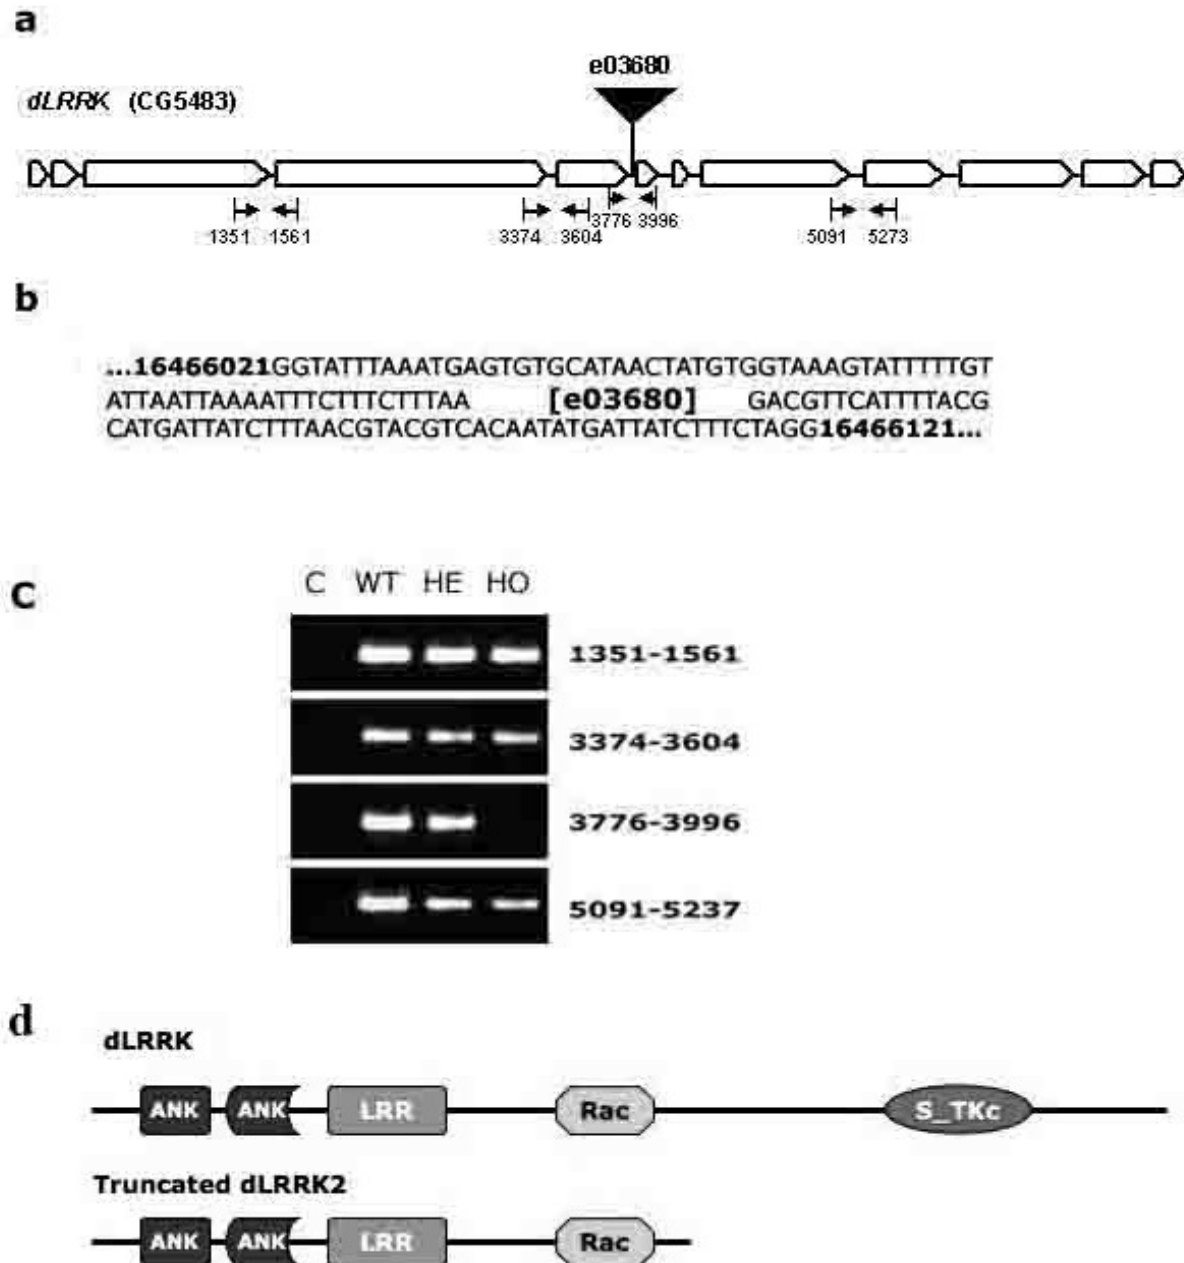 a
e03680
dLRRK (CG5483)
1351 1561 3374 3604 3776 3996 5091 5273
b
...16466021GGTATTTAAATGAGTGTGCATAACTATGTGGTAAAGTATTTTTGT
ATTAATTAAAATTTCTTTCTTTAA [e03680] GACGTTCATTTTACG
CATGATTATCTTTAACGTACGTCACAATATGATTATCTTTCTAGG16466121...
c
C WT HE HO
1351-1561
3374-3604
3776-3996
5091-5237
d
dLRRK
ANK ANK LRR Rac S_TKc
Truncated dLRRK2
ANK ANK LRR Rac